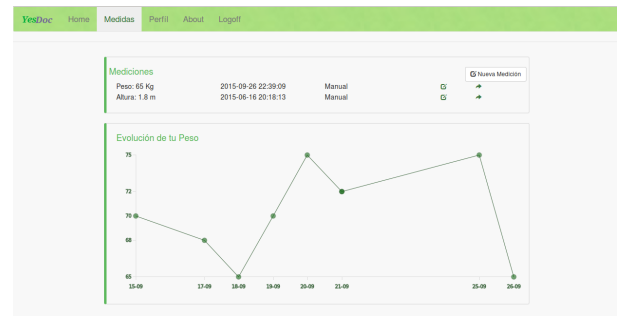 YesDoc Home Medidas Perfil About Logoff
Mediciones
Nueva Medición
Peso: 65 Kg 2015-09-26 22:39:09 Manual
Altura: 1.8 m 2015-06-16 20:18:13 Manual
Evolución de tu Peso
75
72
70
68
65
15-09 17-09 18-09 19-09 20-09 21-09 25-09 26-09